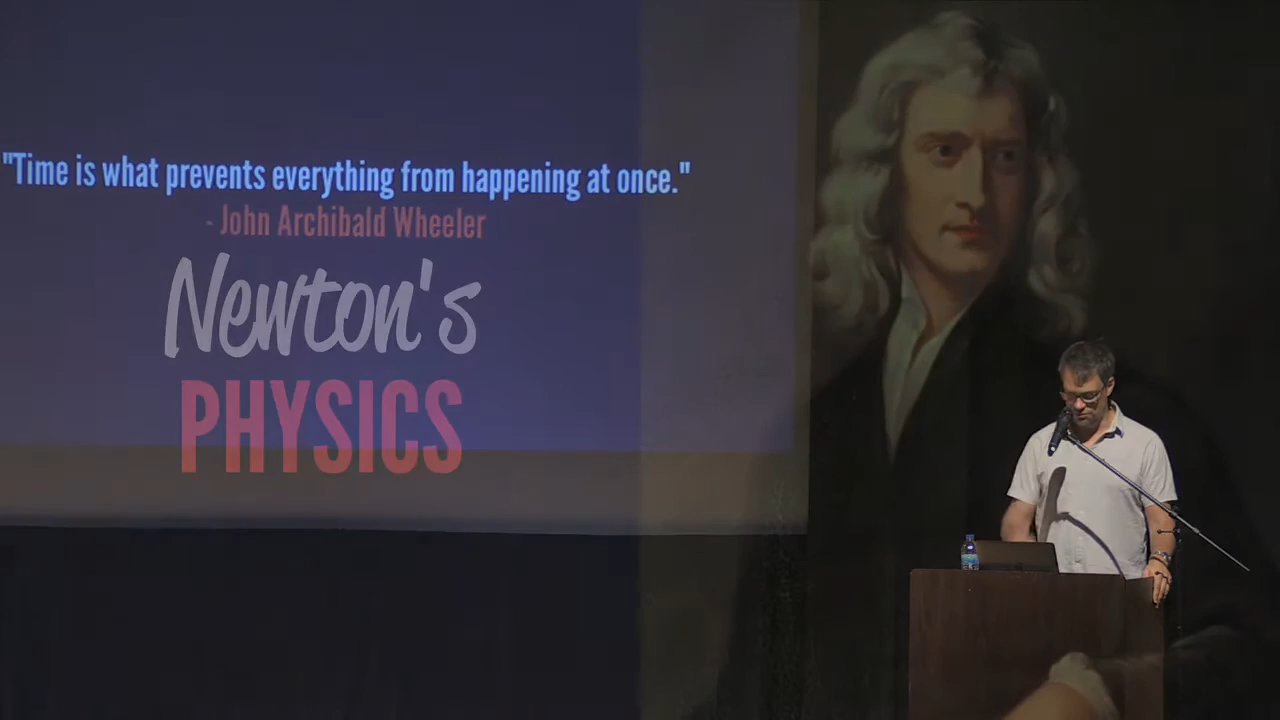 "Time is what prevents everything from happening at once."
- John Archibald Wheeler
Newton's
PHYSICS